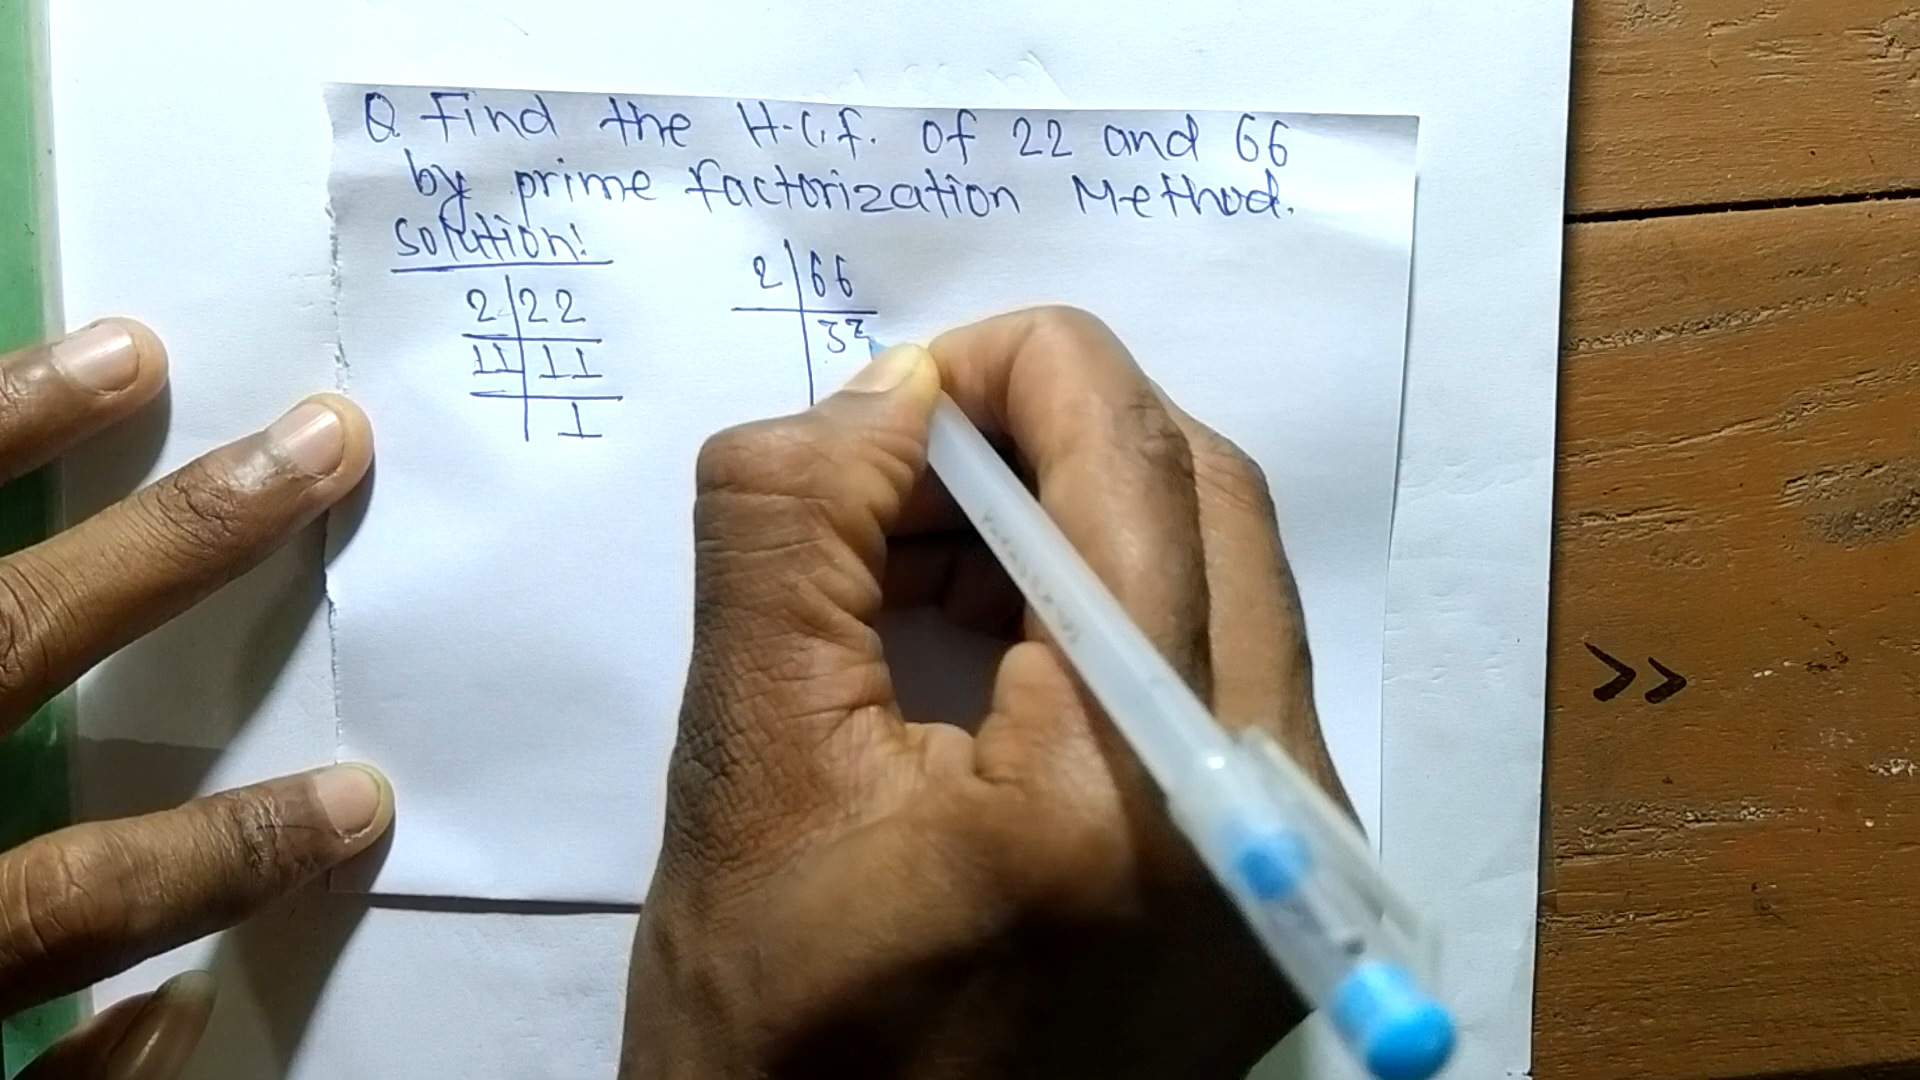 Q. Find the H.C.f. of 22 and 66
by prime factorization Method.
Solution!
2 | 22
11 | 11
1
2 | 66
33
>>